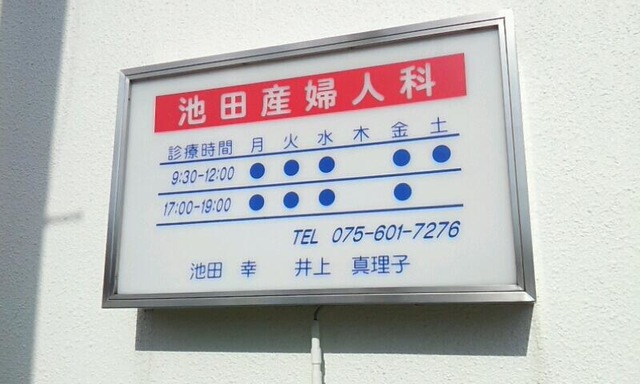 池田産婦人科
診療時間 月 火 水 木 金 土
9:30-12:00 ● ● ● ● ●
17:00-19:00 ● ● ● ●
TEL 075-601-7276
池田 幸 井上 真理子